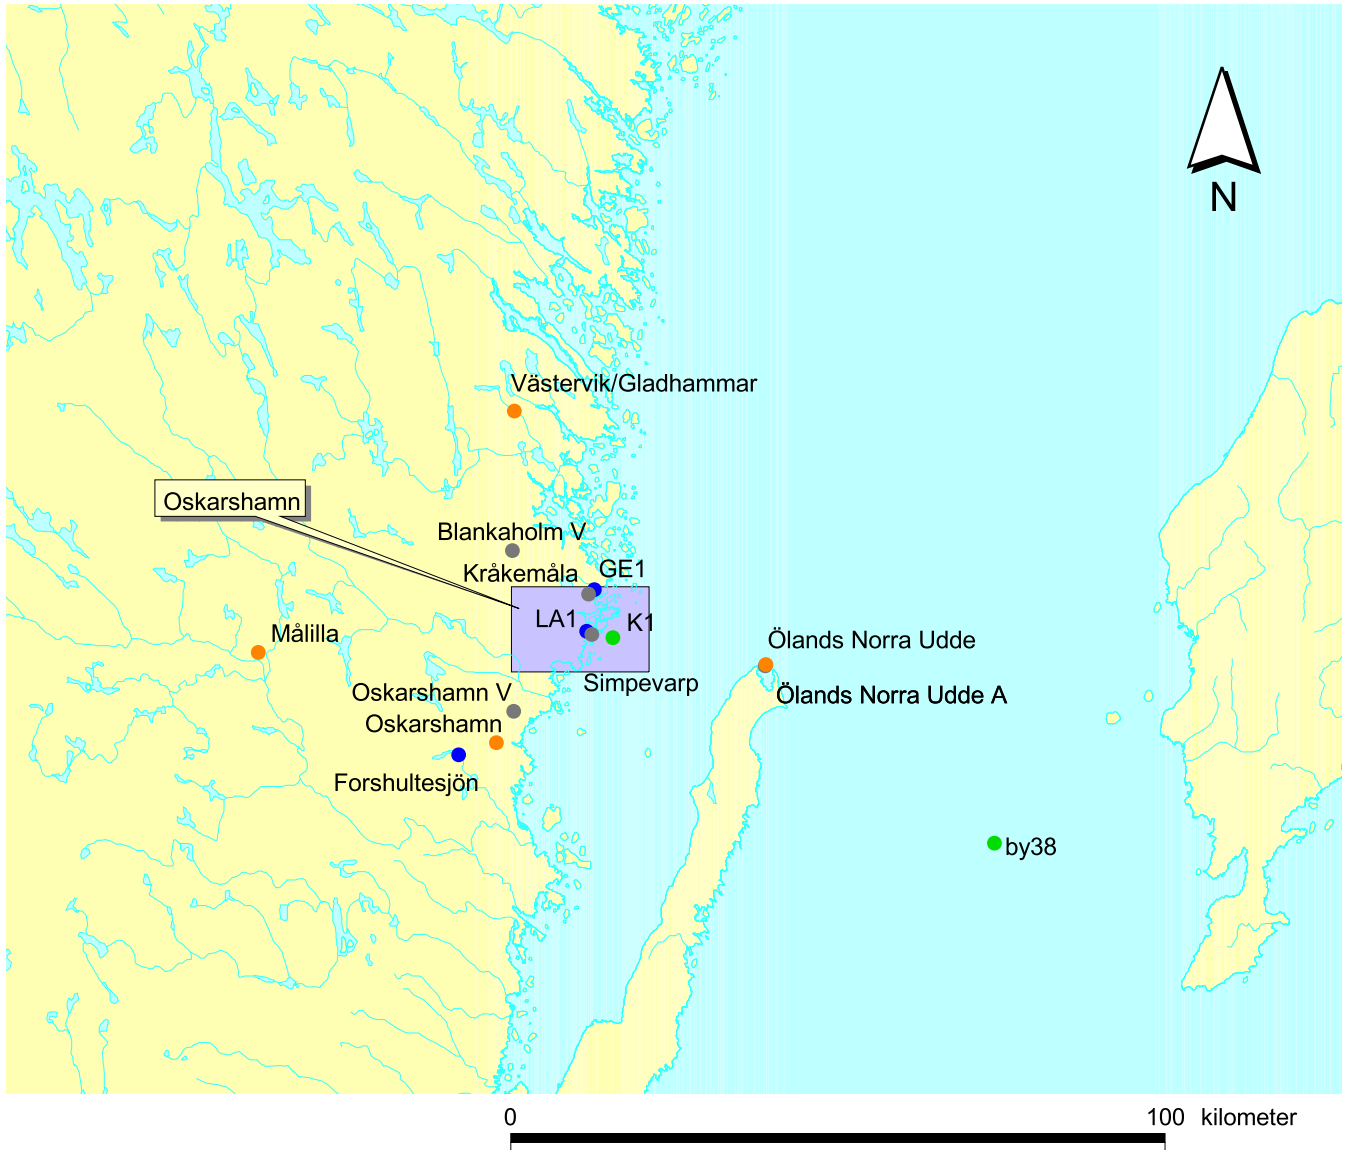 N
Västervik/Gladhammar
Oskarshamn
Blankaholm V
Kråkemåla
GE1
LA1
K1
Målilla
Ölands Norra Udde
Simpevarp
Oskarshamn V
Ölands Norra Udde A
Oskarshamn
Forshultesjön
by38
0 100 kilometer